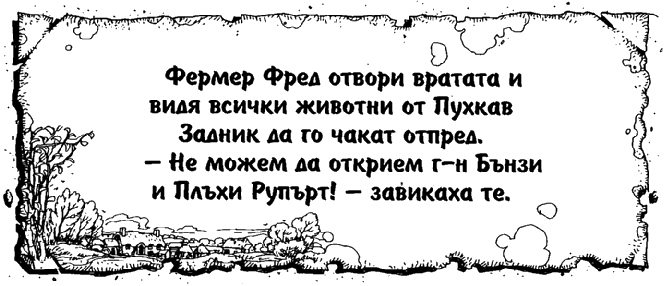 Фермер Фред отвори вратата и
видя всички животни от Пухкав
Задник да го чакат отпред.
– Не можем да открием г-н Бънзи
и Плъхи Рупърт! – завикаха те.